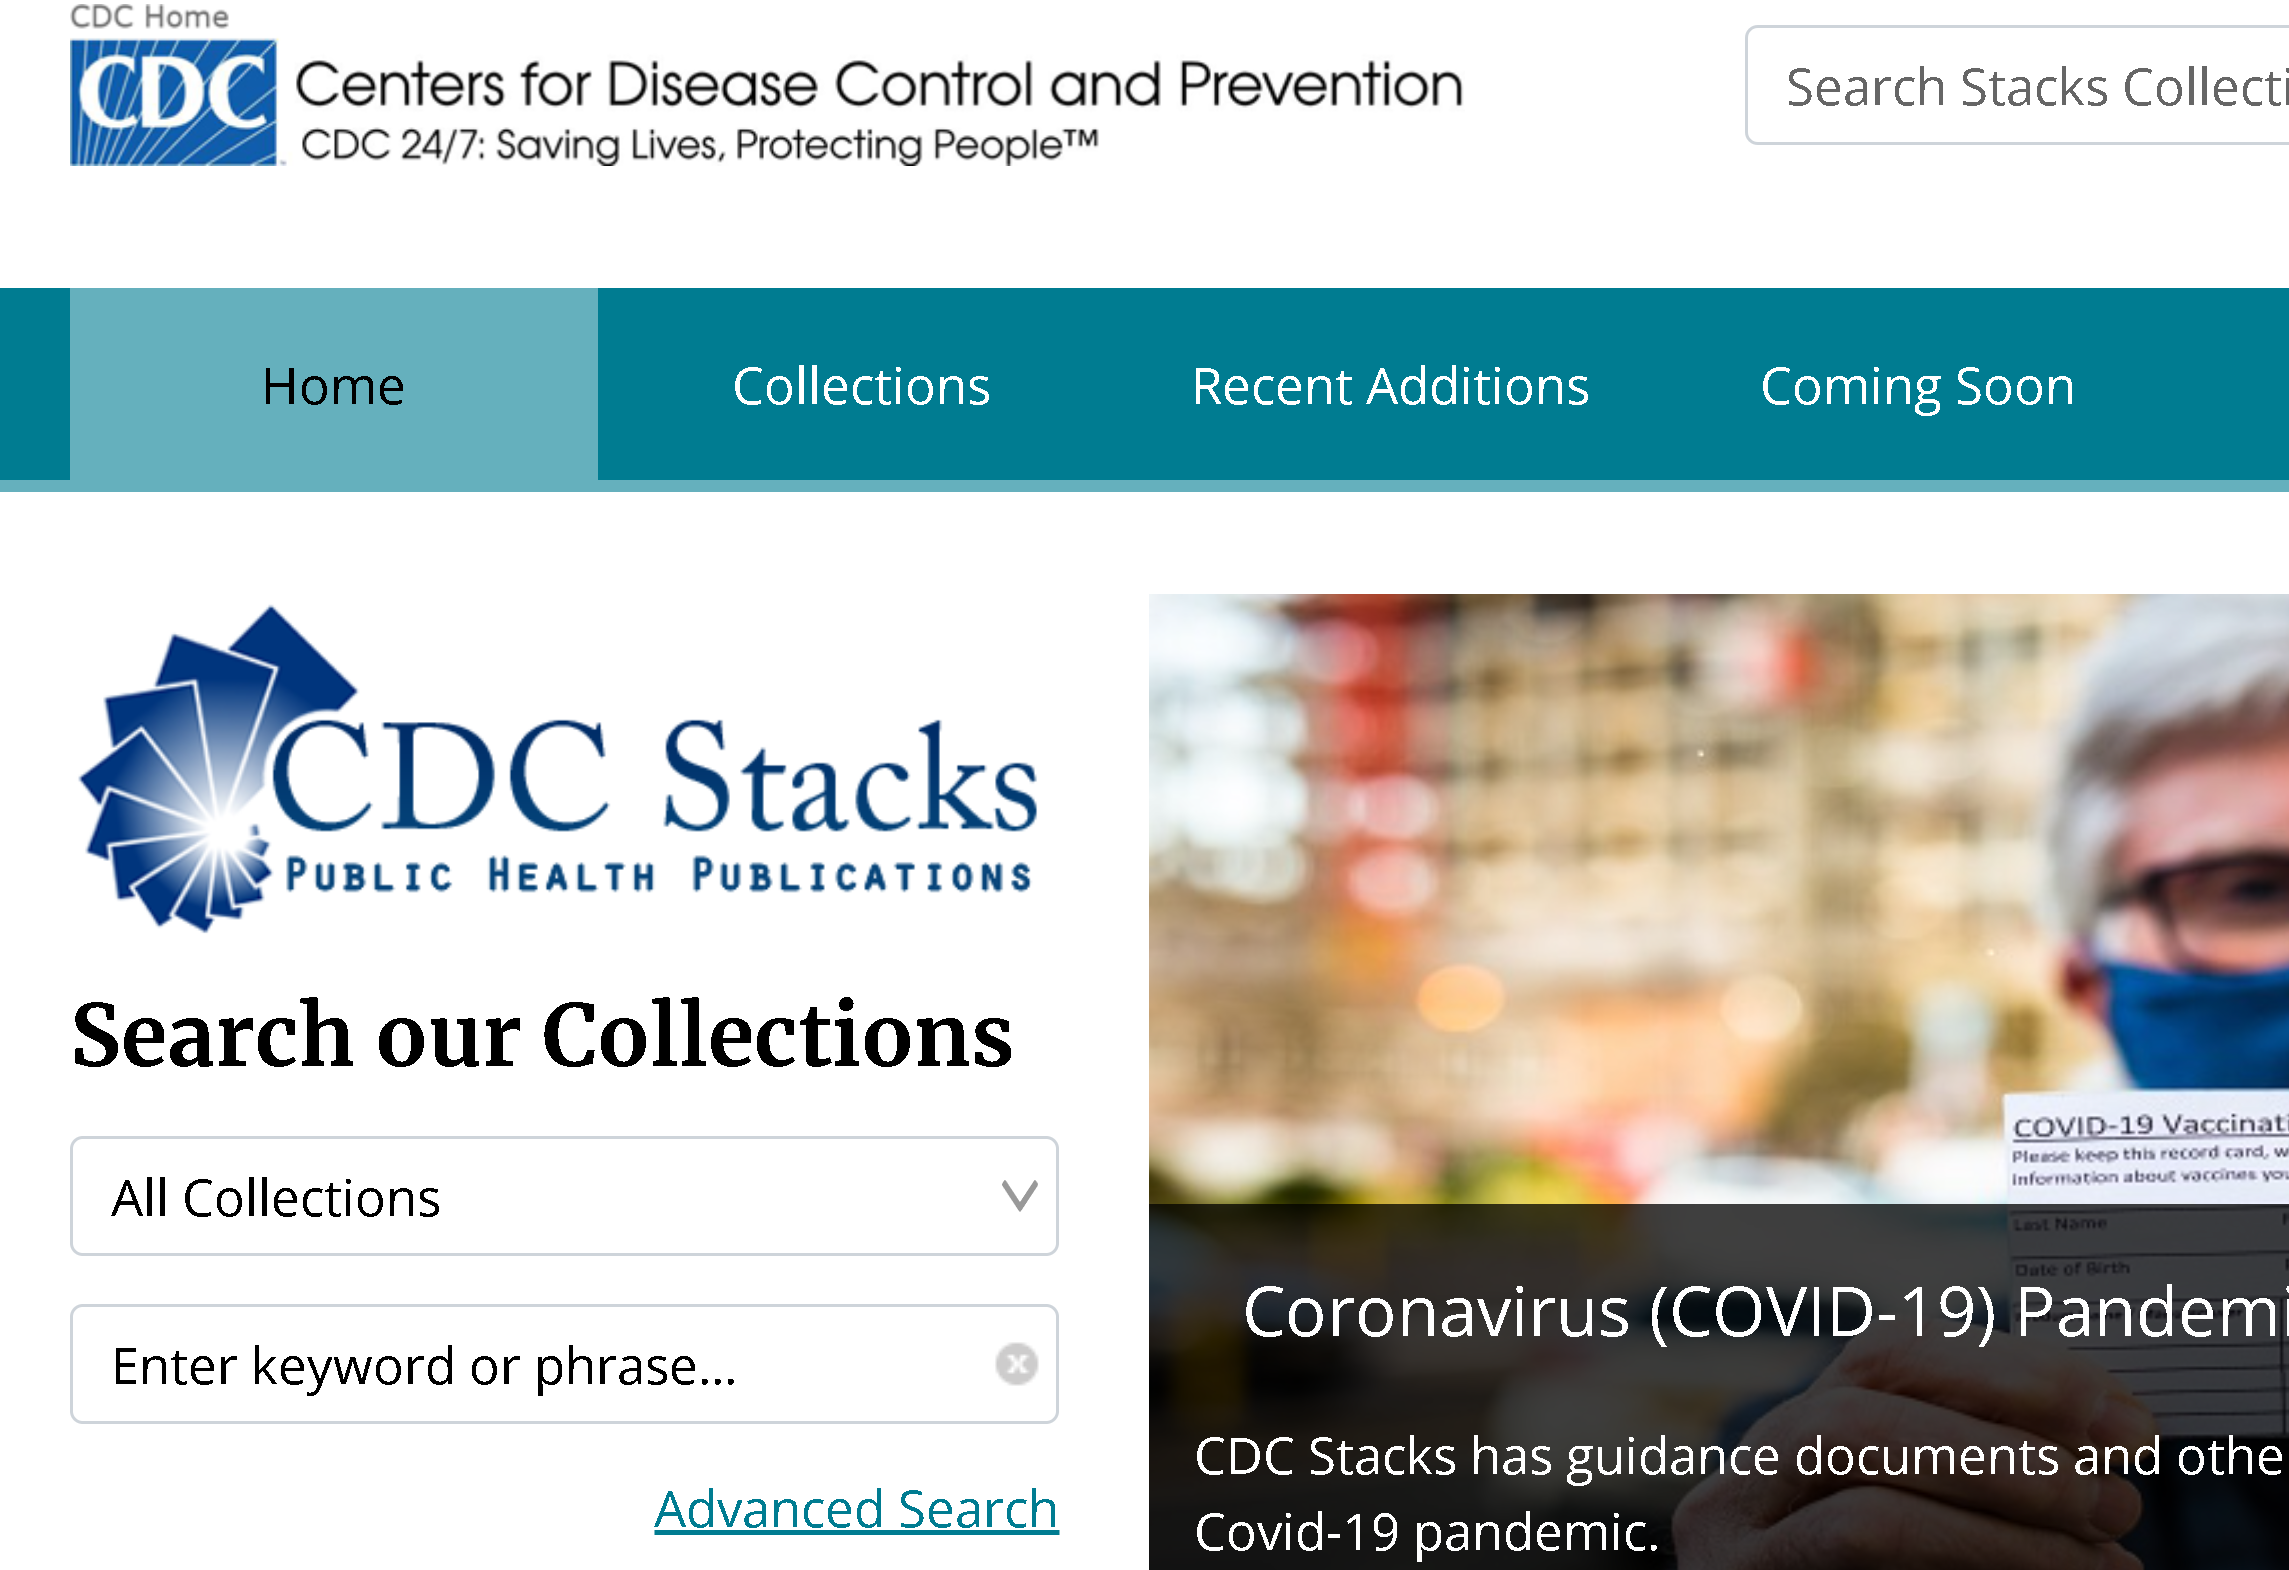 CDC Home
CDC
Centers for Disease Control and Prevention
CDC 24/7: Saving Lives, Protecting People™
Search Stacks Collecti
Home
Collections
Recent Additions
Coming Soon
CDC Stacks
PUBLIC HEALTH PUBLICATIONS
Search our Collections
All Collections
Enter keyword or phrase...
Advanced Search
COVID-19 Vaccinati
Please keep this record card, w
information about vaccines you
Last Name
Date of Birth
Coronavirus (COVID-19) Pandemi
CDC Stacks has guidance documents and othe
Covid-19 pandemic.